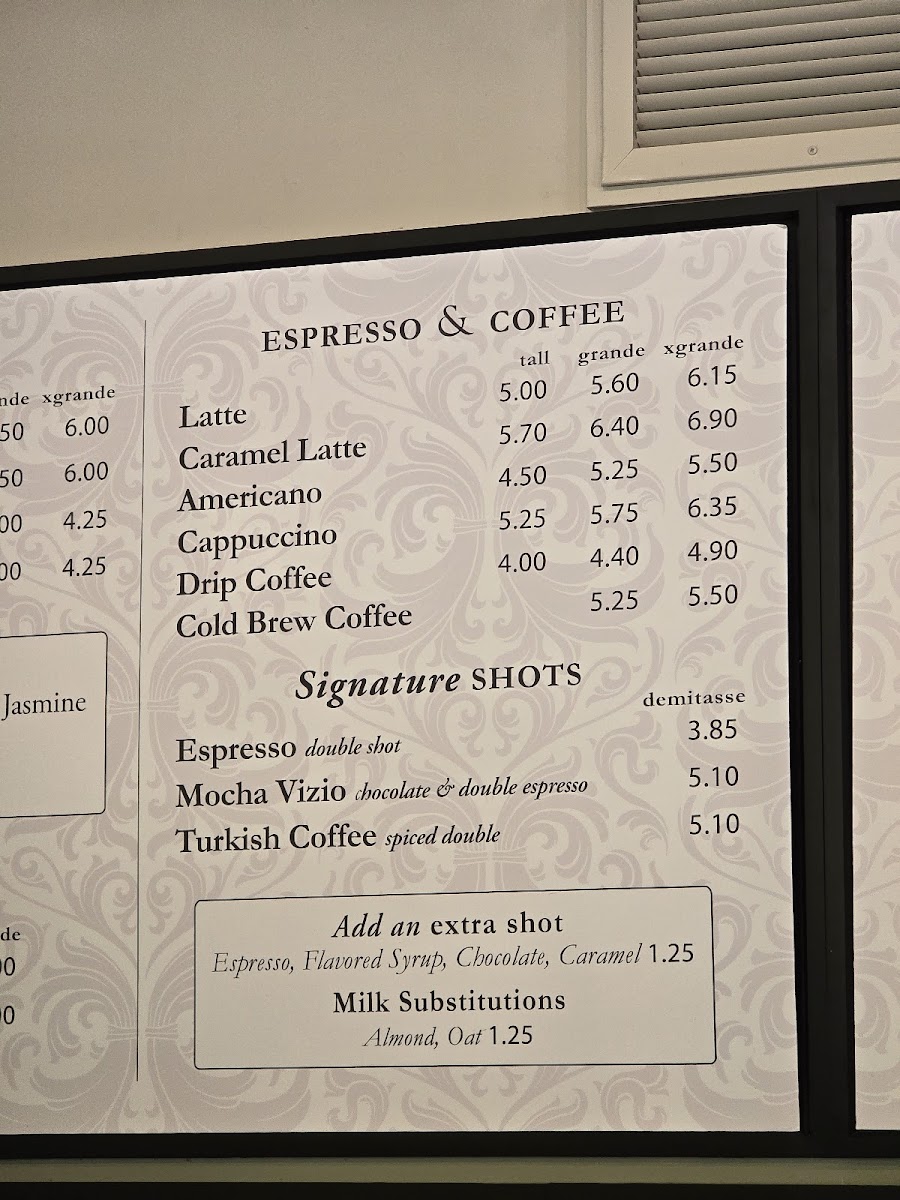 nde xgrande
50 6.00
50 6.00
00 4.25
00 4.25
Jasmine
de
00
00
ESPRESSO & COFFEE
tall grande xgrande
Latte 5.00 5.60 6.15
Caramel Latte 5.70 6.40 6.90
Americano 4.50 5.25 5.50
Cappuccino 5.25 5.75 6.35
Drip Coffee 4.00 4.40 4.90
Cold Brew Coffee 5.25 5.50
Signature SHOTS
demitasse
Espresso double shot 3.85
Mocha Vizio chocolate & double espresso 5.10
Turkish Coffee spiced double 5.10
Add an extra shot
Espresso, Flavored Syrup, Chocolate, Caramel 1.25
Milk Substitutions
Almond, Oat 1.25